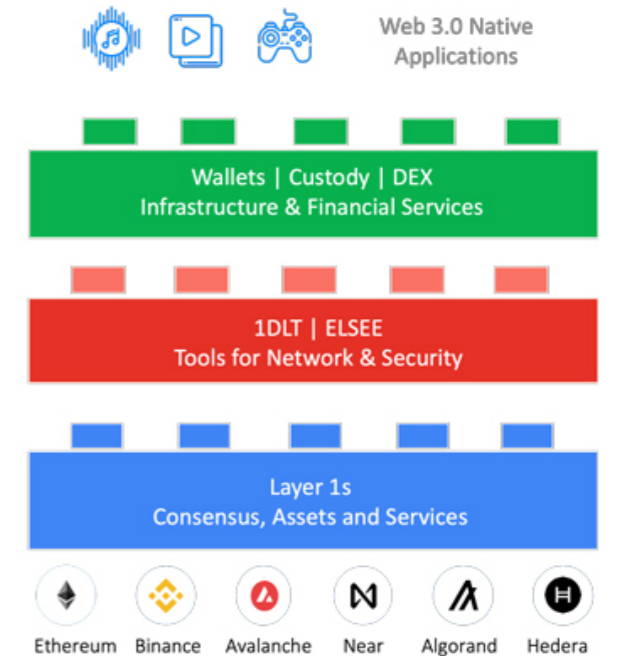 Web 3.0 Native
Applications
Wallets | Custody | DEX
Infrastructure & Financial Services
1DLT | ELSEE
Tools for Network & Security
Layer 1s
Consensus, Assets and Services
Ethereum Binance Avalanche Near Algorand Hedera